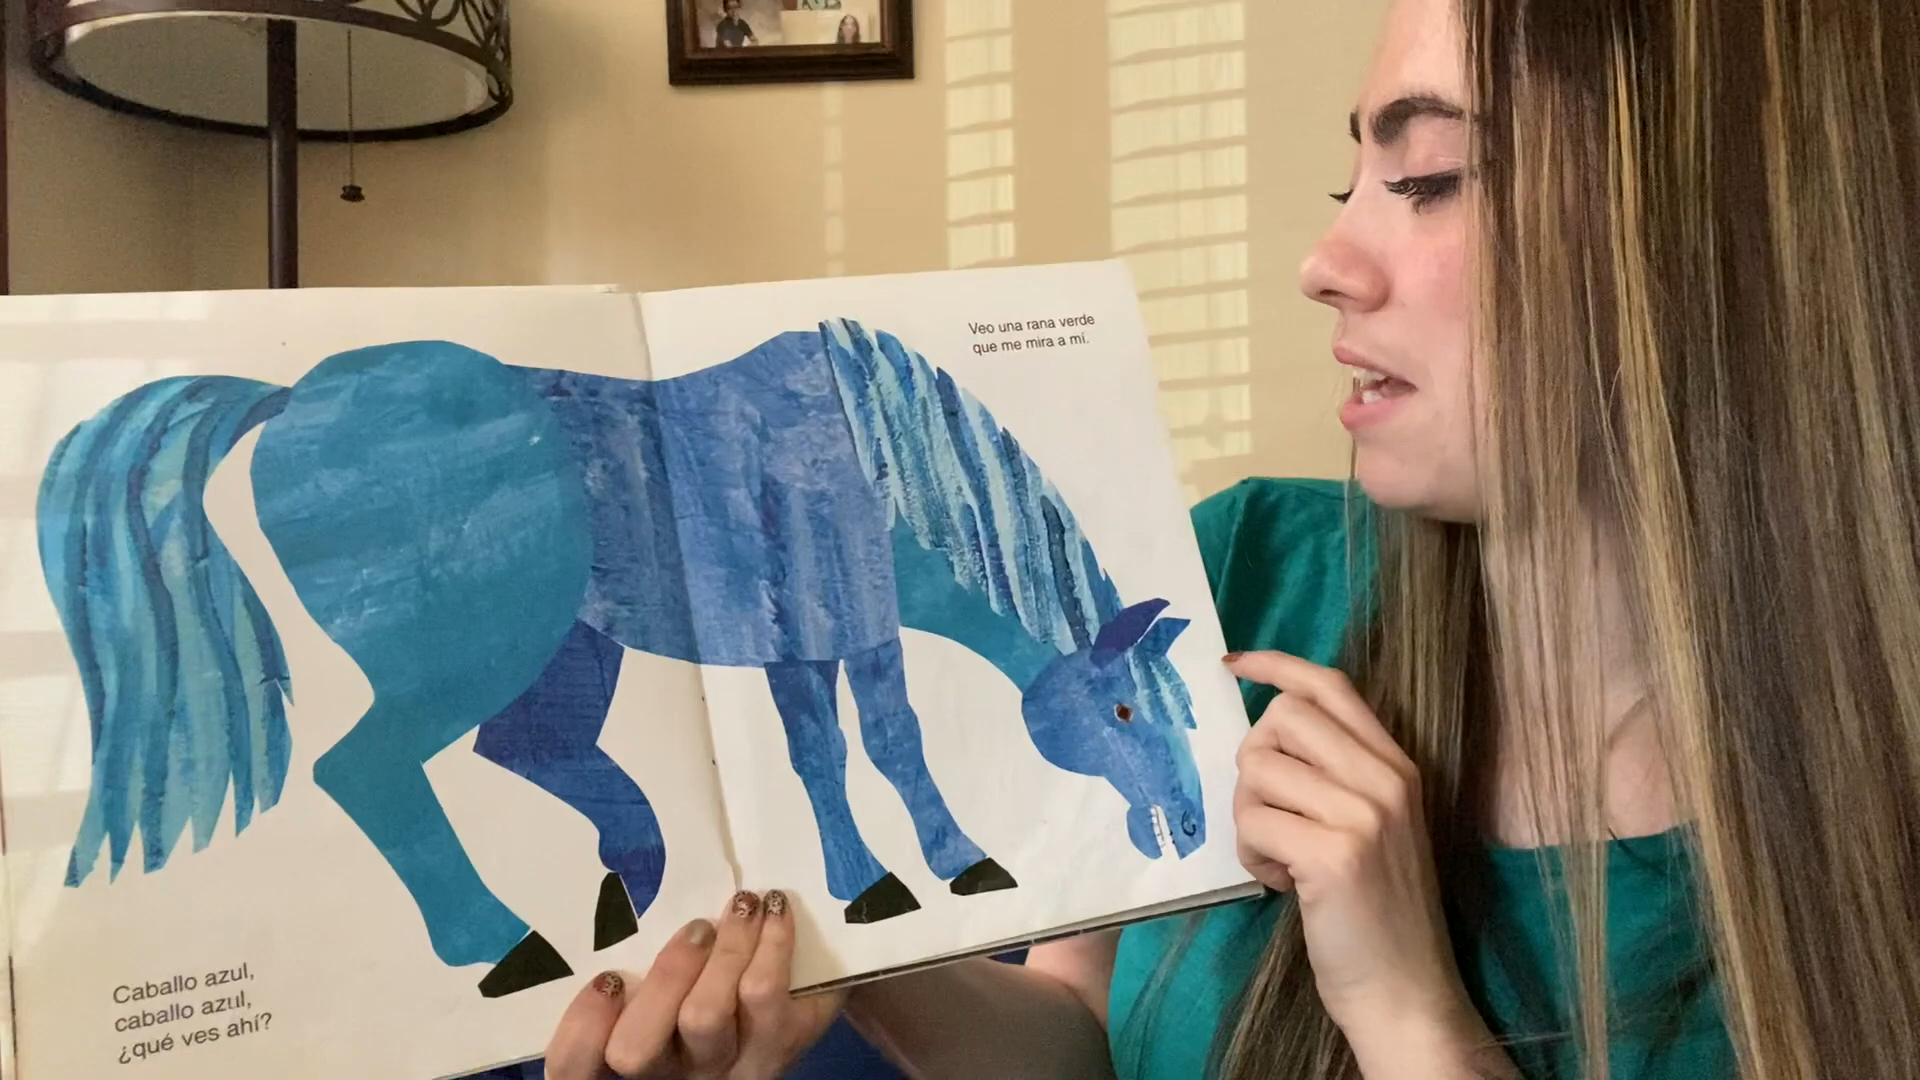 Caballo azul,
caballo azul,
¿qué ves ahí?
Veo una rana verde
que me mira a mí.